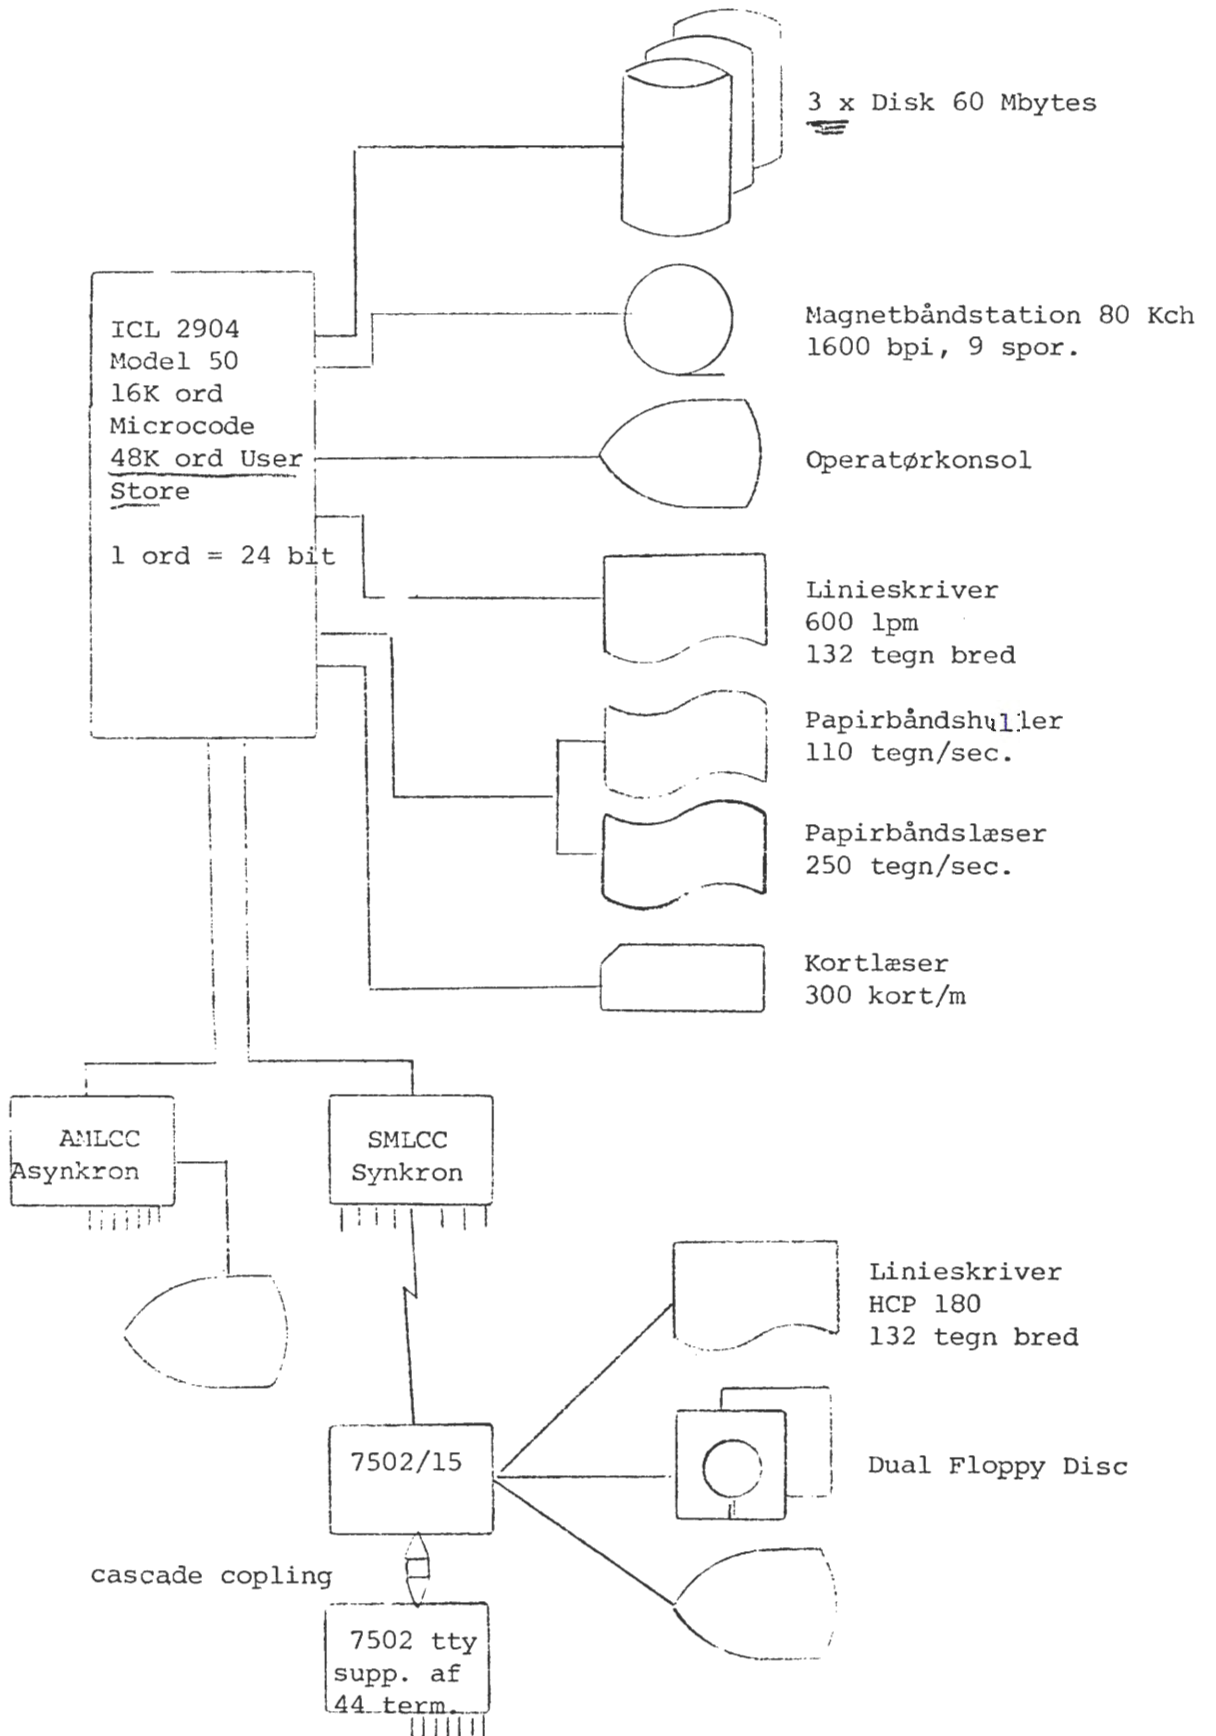 3 x Disk 60 Mbytes
ICL 2904
Model 50
16K ord
Microcode
48K ord User
Store
1 ord = 24 bit
Magnetbåndstation 80 Kch
1600 bpi, 9 spor.
Operatørkonsol
Linieskriver
600 lpm
132 tegn bred
Papirbåndshuller
110 tegn/sec.
Papirbåndslæser
250 tegn/sec.
Kortlæser
300 kort/m
AMLCC
Asynkron
SMLCC
Synkron
Linieskriver
HCP 180
132 tegn bred
7502/15
Dual Floppy Disc
cascade copling
7502 tty
supp. af
44 term.